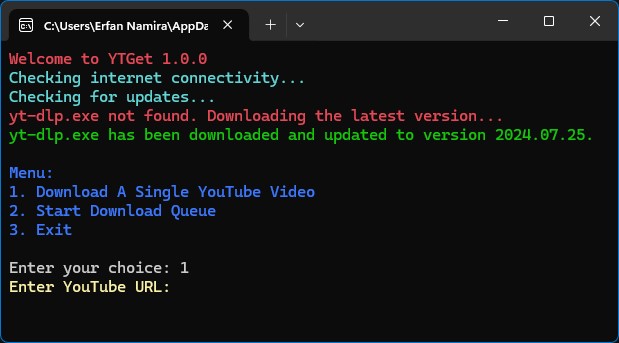 C:\Users\Erfan Namira\AppDa
Welcome to YTGet 1.0.0
Checking internet connectivity...
Checking for updates...
yt-dlp.exe not found. Downloading the latest version...
yt-dlp.exe has been downloaded and updated to version 2024.07.25.
Menu:
1. Download A Single YouTube Video
2. Start Download Queue
3. Exit
Enter your choice: 1
Enter YouTube URL: